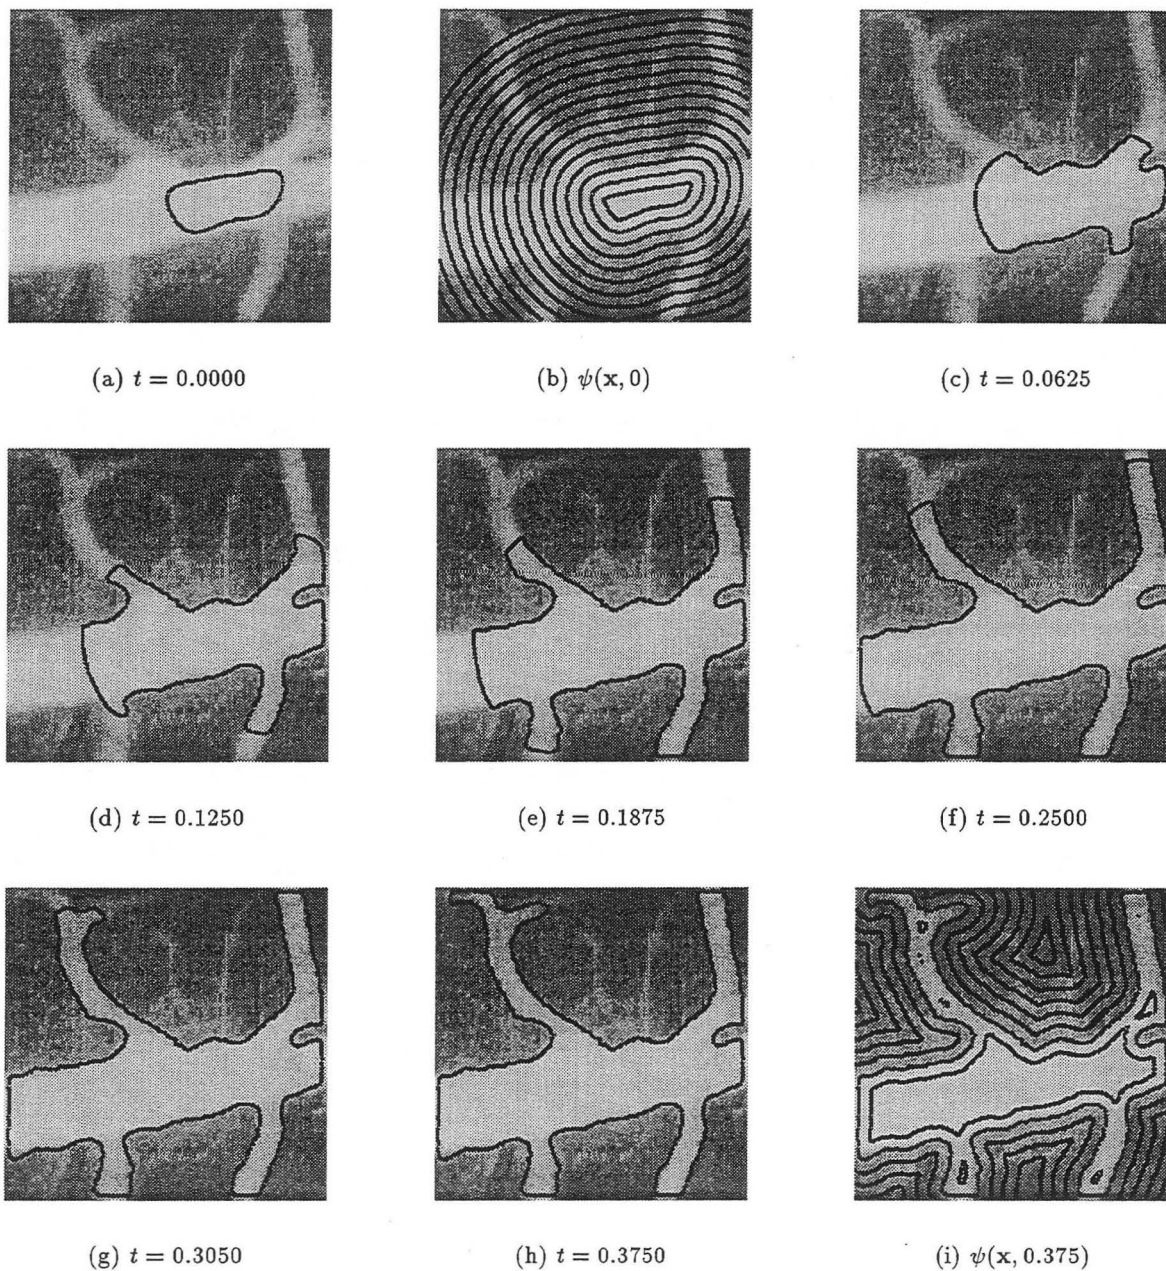 (a) t = 0.0000
(b) ψ(x, 0)
(c) t = 0.0625
(d) t = 0.1250
(e) t = 0.1875
(f) t = 0.2500
(g) t = 0.3050
(h) t = 0.3750
(i) ψ(x, 0.375)